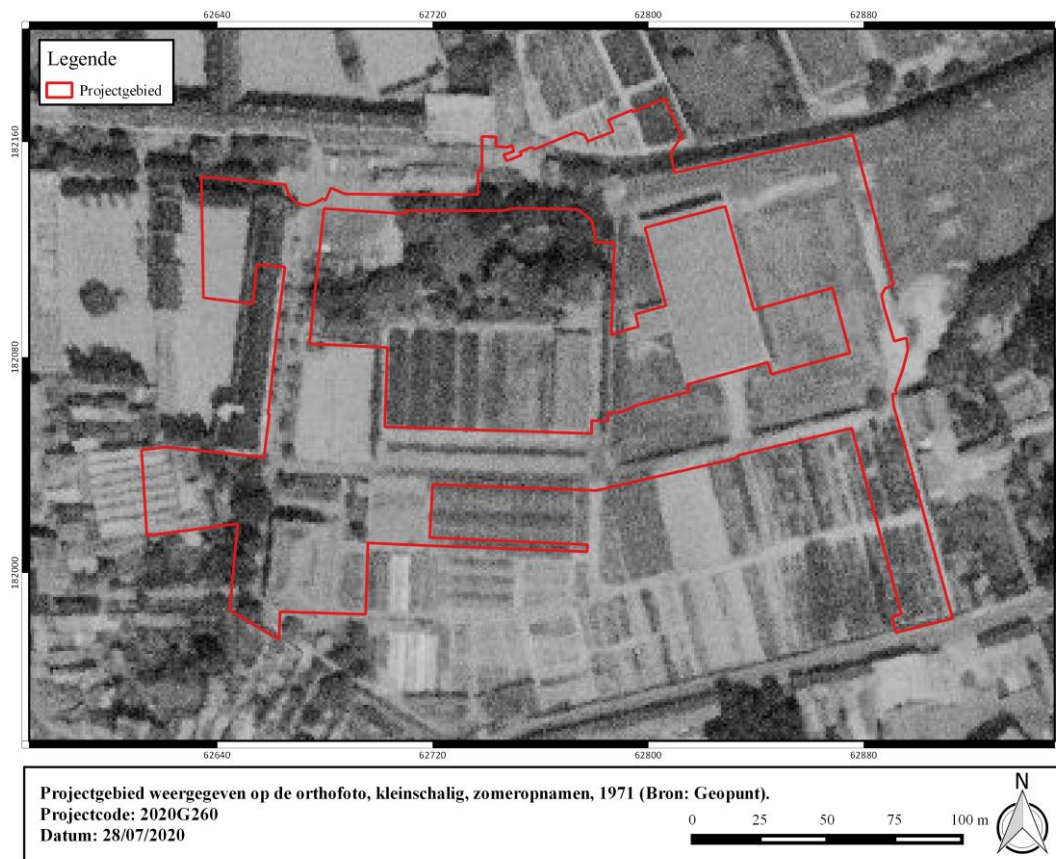 62640 62720 62800 62880
Legende
Projectgebied
182160
182080
182000
62640 62720 62800 62880
Projectgebied weergegeven op de orthofoto, kleinschalig, zomeropnamen, 1971 (Bron: Geopunt).
Projectcode: 2020G260
Datum: 28/07/2020
0 25 50 75 100 m
N